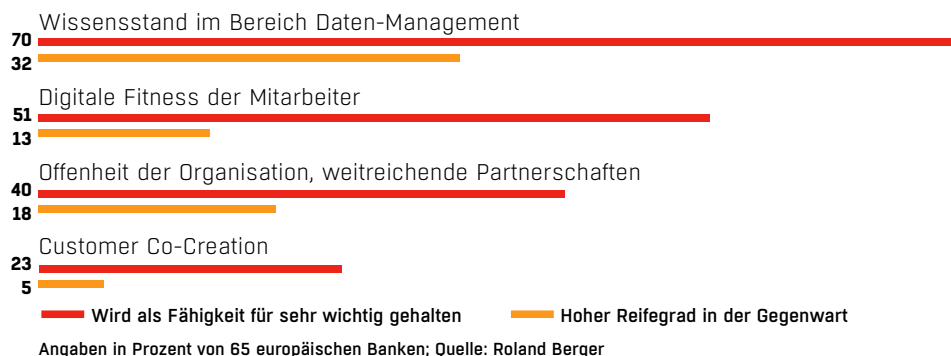 Wissensstand im Bereich Daten-Management
70
32
Digitale Fitness der Mitarbeiter
51
13
Offenheit der Organisation, weitreichende Partnerschaften
40
18
Customer Co-Creation
23
5
Wird als Fähigkeit für sehr wichtig gehalten Hoher Reifegrad in der Gegenwart
Angaben in Prozent von 65 europäischen Banken; Quelle: Roland Berger